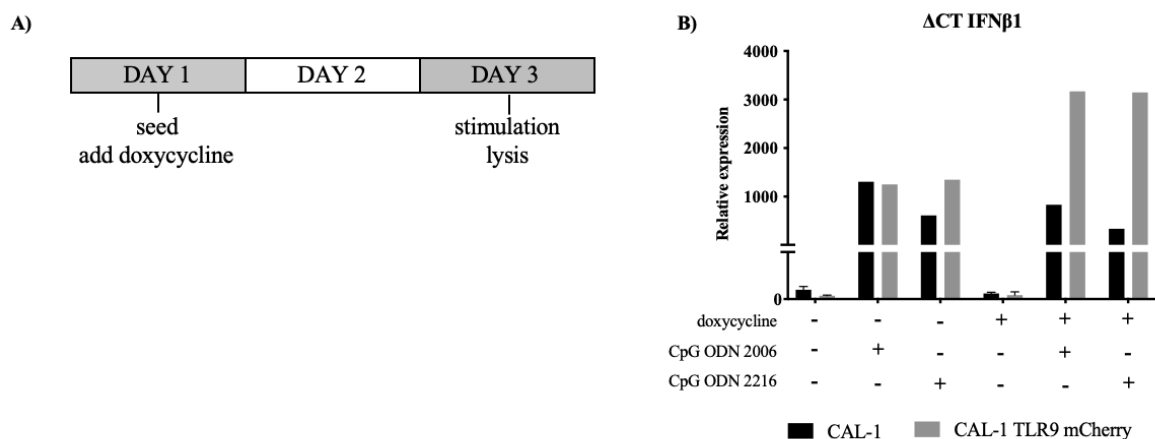 A)
DAY 1 DAY 2 DAY 3
seed
add doxycycline
stimulation
lysis
B)
ΔCT IFNβ1
Relative expression
4000
3000
2000
1000
0
doxycycline - - - + + +
CpG ODN 2006 - + - - + -
CpG ODN 2216 - - + - - +
CAL-1 CAL-1 TLR9 mCherry